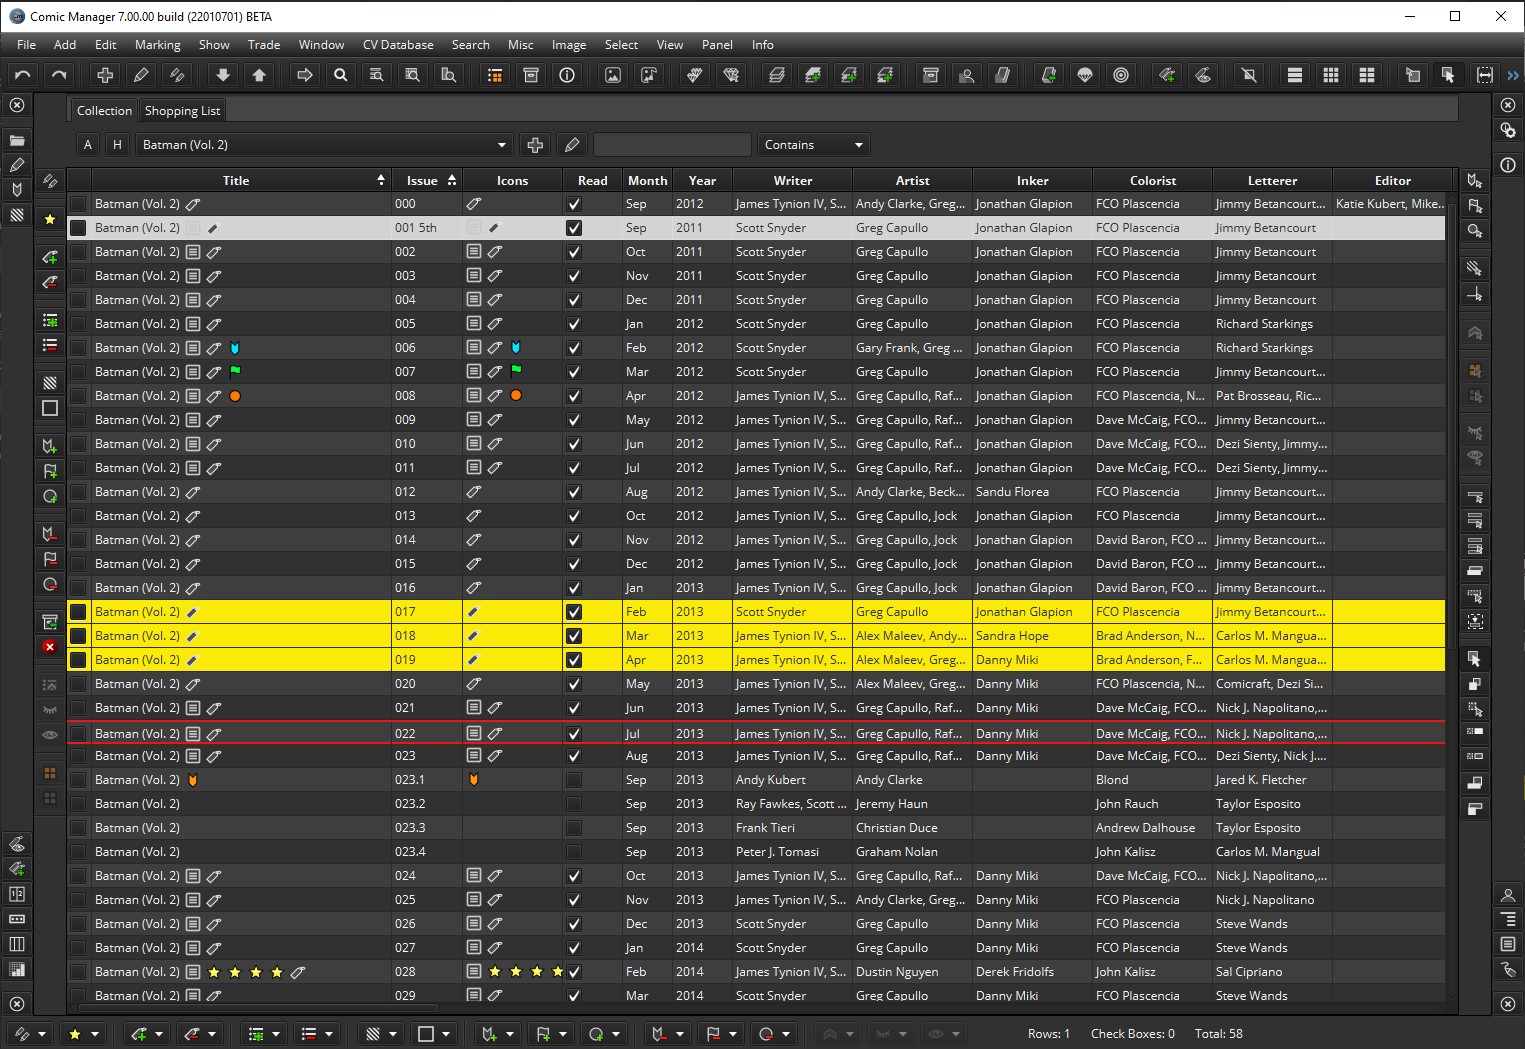 Comic Manager 7.00.00 build (22010701) BETA
File Add Edit Marking Show Trade Window CV Database Search Misc Image Select View Panel Info
Collection Shopping List
A H Batman (Vol. 2) Contains
Title Issue Icons Read Month Year Writer Artist Inker Colorist Letterer Editor
Batman (Vol. 2) 000 Sep 2012 James Tynion IV, S... Andy Clarke, Greg... Jonathan Glapion FCO Plascencia Jimmy Betancourt... Katie Kubert, Mike...
Batman (Vol. 2) 001 5th Sep 2011 Scott Snyder Greg Capullo Jonathan Glapion FCO Plascencia Jimmy Betancourt
Batman (Vol. 2) 002 Oct 2011 Scott Snyder Greg Capullo Jonathan Glapion FCO Plascencia Jimmy Betancourt
Batman (Vol. 2) 003 Nov 2011 Scott Snyder Greg Capullo Jonathan Glapion FCO Plascencia Jimmy Betancourt
Batman (Vol. 2) 004 Dec 2011 Scott Snyder Greg Capullo Jonathan Glapion FCO Plascencia Jimmy Betancourt
Batman (Vol. 2) 005 Jan 2012 Scott Snyder Greg Capullo Jonathan Glapion FCO Plascencia Richard Starkings
Batman (Vol. 2) 006 Feb 2012 Scott Snyder Gary Frank, Greg ... Jonathan Glapion FCO Plascencia Richard Starkings
Batman (Vol. 2) 007 Mar 2012 Scott Snyder Greg Capullo Jonathan Glapion FCO Plascencia Jimmy Betancourt
Batman (Vol. 2) 008 Apr 2012 James Tynion IV, S... Greg Capullo, Raf... Jonathan Glapion FCO Plascencia, N... Pat Brosseau, Ric...
Batman (Vol. 2) 009 May 2012 James Tynion IV, S... Greg Capullo, Raf... Jonathan Glapion Dave McCaig, FCO... Jimmy Betancourt...
Batman (Vol. 2) 010 Jun 2012 James Tynion IV, S... Greg Capullo, Raf... Jonathan Glapion Dave McCaig, FCO... Dezi Sienty, Jimmy...
Batman (Vol. 2) 011 Jul 2012 James Tynion IV, S... Greg Capullo, Raf... Jonathan Glapion Dave McCaig, FCO... Dezi Sienty, Jimmy...
Batman (Vol. 2) 012 Aug 2012 James Tynion IV, S... Andy Clarke, Beck... Sandu Florea FCO Plascencia Jimmy Betancourt...
Batman (Vol. 2) 013 Oct 2012 James Tynion IV, S... Greg Capullo, Jock Jonathan Glapion FCO Plascencia Jimmy Betancourt...
Batman (Vol. 2) 014 Nov 2012 James Tynion IV, S... Greg Capullo, Jock Jonathan Glapion David Baron, FCO ... Jimmy Betancourt...
Batman (Vol. 2) 015 Dec 2012 James Tynion IV, S... Greg Capullo, Jock Jonathan Glapion David Baron, FCO ... Jimmy Betancourt...
Batman (Vol. 2) 016 Jan 2013 James Tynion IV, S... Greg Capullo, Jock Jonathan Glapion David Baron, FCO ... Jimmy Betancourt...
Batman (Vol. 2) 017 Feb 2013 Scott Snyder Greg Capullo Jonathan Glapion FCO Plascencia Jimmy Betancourt...
Batman (Vol. 2) 018 Mar 2013 James Tynion IV, S... Alex Maleev, Andy... Sandra Hope Brad Anderson, N... Carlos M. Mangua...
Batman (Vol. 2) 019 Apr 2013 James Tynion IV, S... Alex Maleev, Greg... Danny Miki Brad Anderson, F... Carlos M. Mangua...
Batman (Vol. 2) 020 May 2013 James Tynion IV, S... Alex Maleev, Greg... Danny Miki FCO Plascencia, N... Comicraft, Dezi Si...
Batman (Vol. 2) 021 Jun 2013 James Tynion IV, S... Greg Capullo, Raf... Danny Miki Dave McCaig, FCO... Nick J. Napolitano,...
Batman (Vol. 2) 022 Jul 2013 James Tynion IV, S... Greg Capullo, Raf... Danny Miki Dave McCaig, FCO... Nick J. Napolitano,...
Batman (Vol. 2) 023 Aug 2013 James Tynion IV, S... Greg Capullo, Raf... Danny Miki Dave McCaig, FCO... Dezi Sienty, Nick J....
Batman (Vol. 2) 023.1 Sep 2013 Andy Kubert Andy Clarke Blond Jared K. Fletcher
Batman (Vol. 2) 023.2 Sep 2013 Ray Fawkes, Scott ... Jeremy Haun John Rauch Taylor Esposito
Batman (Vol. 2) 023.3 Sep 2013 Frank Tieri Christian Duce Andrew Dalhouse Taylor Esposito
Batman (Vol. 2) 023.4 Sep 2013 Peter J. Tomasi Graham Nolan John Kalisz Carlos M. Mangual
Batman (Vol. 2) 024 Oct 2013 James Tynion IV, S... Greg Capullo, Raf... Danny Miki Dave McCaig, FCO... Nick J. Napolitano,...
Batman (Vol. 2) 025 Nov 2013 James Tynion IV, S... Andy Clarke, Greg... Danny Miki FCO Plascencia Nick J. Napolitano
Batman (Vol. 2) 026 Dec 2013 Scott Snyder Greg Capullo Danny Miki FCO Plascencia Steve Wands
Batman (Vol. 2) 027 Jan 2014 Scott Snyder Greg Capullo Danny Miki FCO Plascencia Steve Wands
Batman (Vol. 2) 028 Feb 2014 James Tynion IV, S... Dustin Nguyen Derek Fridolfs John Kalisz Sal Cipriano
Batman (Vol. 2) 029 Mar 2014 Scott Snyder Greg Capullo Danny Miki FCO Plascencia Steve Wands
Rows: 1 Check Boxes: 0 Total: 58